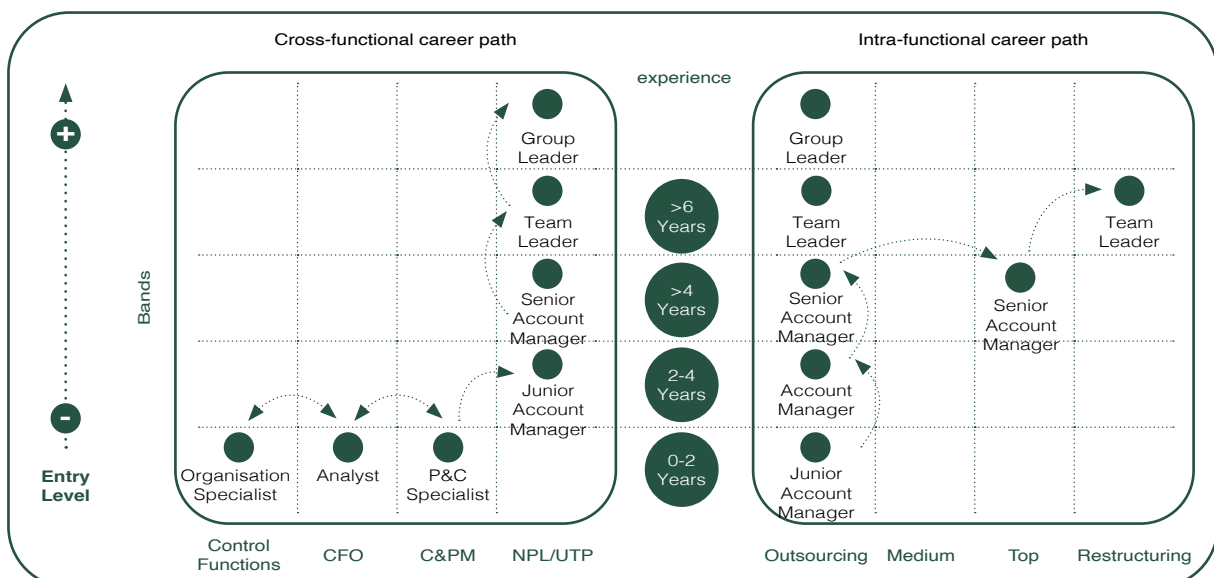 Cross-functional career path
Intra-functional career path
experience
+
Group
Leader
Group
Leader
>6
Years
Team
Leader
Team
Leader
Team
Leader
Bands
>4
Years
Senior
Account
Manager
Senior
Account
Manager
Senior
Account
Manager
2-4
Years
Junior
Account
Manager
Account
Manager
-
Entry
Level
Organisation
Specialist
Analyst
P&C
Specialist
0-2
Years
Junior
Account
Manager
Control
Functions
CFO
C&PM
NPL/UTP
Outsourcing
Medium
Top
Restructuring